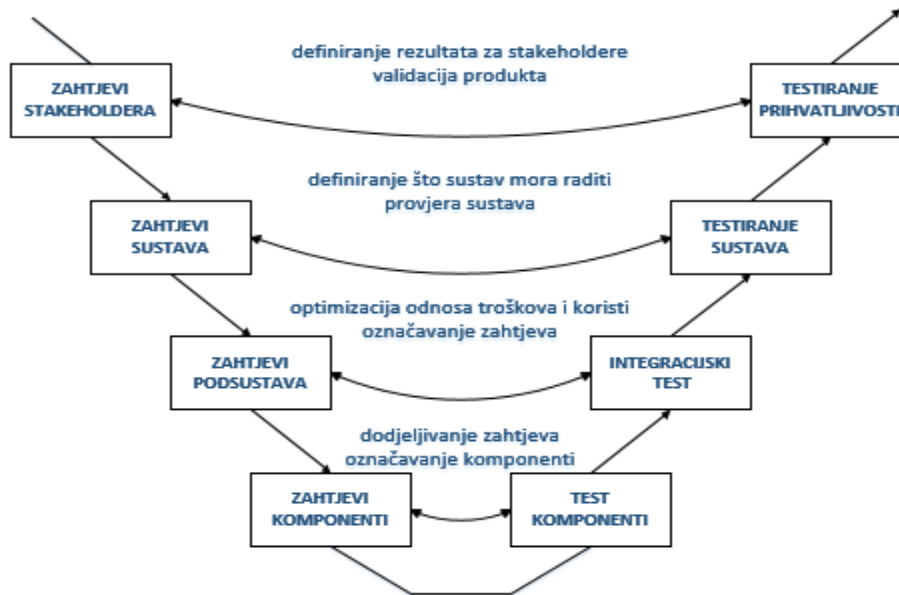 definiranje rezultata za stakeholdere
validacija produkta
ZAHTJEVI
STAKEHOLDERA
TESTIRANJE
PRIHVATLJIVOSTI
definiranje što sustav mora raditi
provjera sustava
ZAHTJEVI
SUSTAVA
TESTIRANJE
SUSTAVA
optimizacija odnosa troškova i koristi
označavanje zahtjeva
ZAHTJEVI
PODSUSTAVA
INTEGRACIJSKI
TEST
dodjeljivanje zahtjeva
označavanje komponenti
ZAHTJEVI
KOMPONENTI
TEST
KOMPONENTI